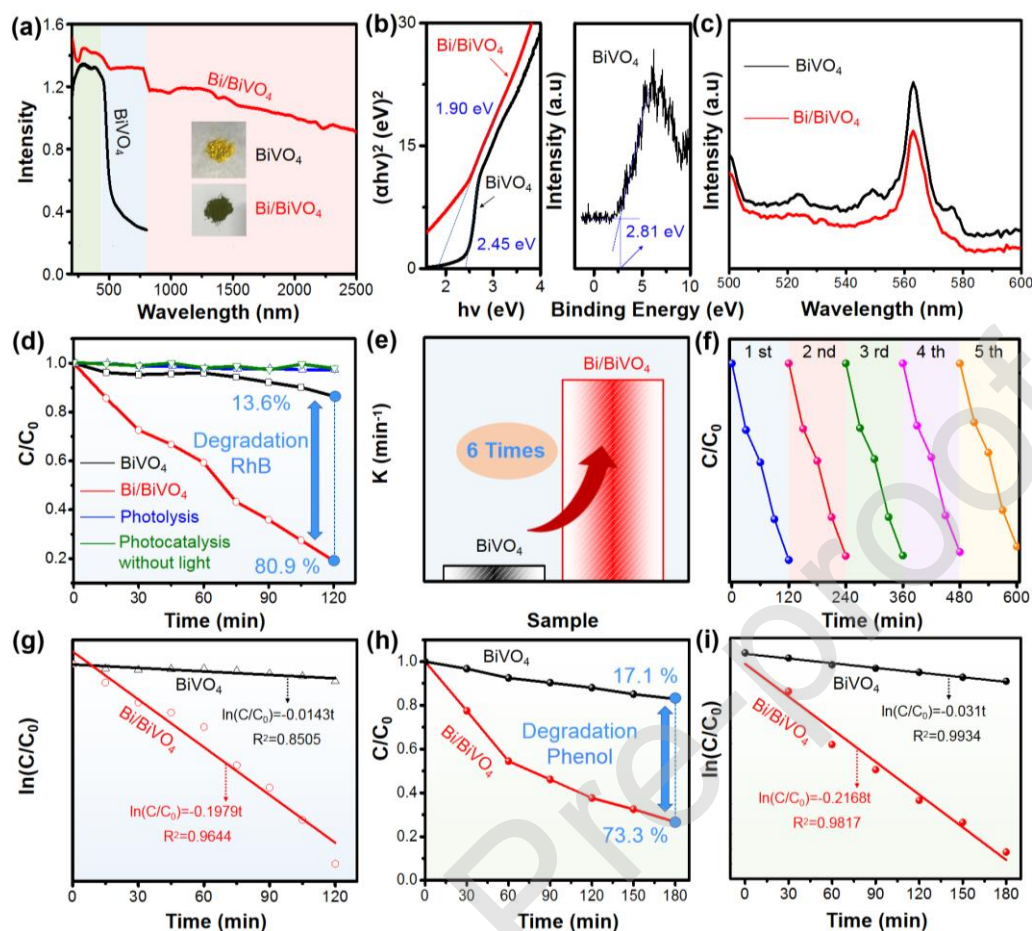 (a)
1.6
1.2
0.8
0.4
0.0
Intensity
BiVO₄
Bi/BiVO₄
BiVO₄
Bi/BiVO₄
500 1000 1500 2000 2500
Wavelength (nm)
(b)
30
15
0
(αhν)² (eV)²
Bi/BiVO₄
1.90 eV
BiVO₄
2.45 eV
2 3 4
hν (eV)
Intensity (a.u)
BiVO₄
2.81 eV
0 5 10
Binding Energy (eV)
(c)
Intensity (a.u)
BiVO₄
Bi/BiVO₄
500 520 540 560 580 600
Wavelength (nm)
(d)
1.0
0.8
0.6
0.4
0.2
C/C₀
13.6%
Degradation
RhB
BiVO₄
Bi/BiVO₄
Photolysis
Photocatalysis
without light
80.9 %
0 30 60 90 120
Time (min)
(e)
K (min⁻¹)
Bi/BiVO₄
6 Times
BiVO₄
Sample
(f)
1 st 2 nd 3 rd 4 th 5 th
C/C₀
0 120 240 360 480 600
Time (min)
(g)
ln(C/C₀)
BiVO₄
ln(C/C₀)=-0.0143t
R²=0.8505
Bi/BiVO₄
ln(C/C₀)=-0.1979t
R²=0.9644
0 30 60 90 120
Time (min)
(h)
1.0
0.8
0.6
0.4
0.2
0.0
C/C₀
BiVO₄
17.1 %
Degradation
Phenol
Bi/BiVO₄
73.3 %
0 30 60 90 120 150 180
Time (min)
(i)
ln(C/C₀)
BiVO₄
ln(C/C₀)=-0.031t
R²=0.9934
Bi/BiVO₄
ln(C/C₀)=-0.2168t
R²=0.9817
0 30 60 90 120 150 180
Time (min)
Pre-proof